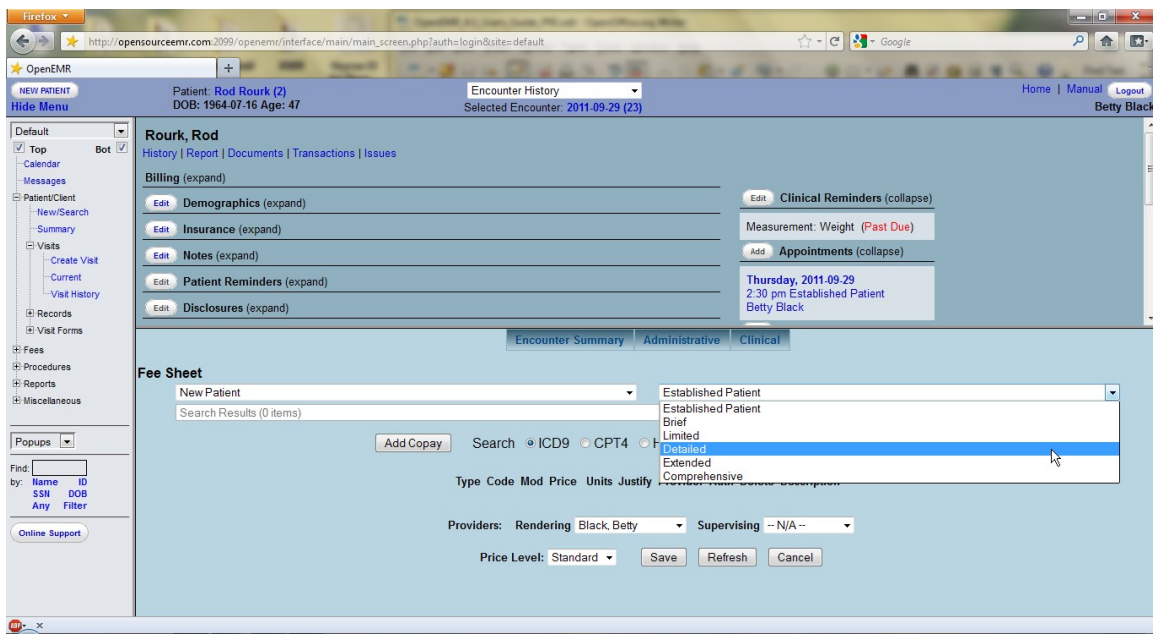 Firefox
http://opensourceemr.com:2099/openemr/interface/main/main_screen.php?auth=login&site=default
Google
OpenEMR
NEW PATIENT
Hide Menu
Patient: Rod Rourk (2)
DOB: 1964-07-16 Age: 47
Encounter History
Selected Encounter: 2011-09-29 (23)
Home | Manual Logout
Betty Black
Default
Top Bot
Calendar
Messages
Patient/Client
New/Search
Summary
Visits
Create Visit
Current
Visit History
Records
Visit Forms
Fees
Procedures
Reports
Miscellaneous
Popups
Find:
by: Name ID
SSN DOB
Any Filter
Online Support
Rourk, Rod
History | Report | Documents | Transactions | Issues
Billing (expand)
Edit Demographics (expand)
Edit Insurance (expand)
Edit Notes (expand)
Edit Patient Reminders (expand)
Edit Disclosures (expand)
Edit Clinical Reminders (collapse)
Measurement: Weight (Past Due)
Add Appointments (collapse)
Thursday, 2011-09-29
2:30 pm Established Patient
Betty Black
Encounter Summary Administrative Clinical
Fee Sheet
New Patient
Established Patient
Search Results (0 items)
Established Patient
Brief
Limited
Detailed
Extended
Comprehensive
Add Copay Search ICD9 CPT4
Type Code Mod Price Units Justify
Providers: Rendering Black, Betty Supervising -- N/A --
Price Level: Standard Save Refresh Cancel
ABP